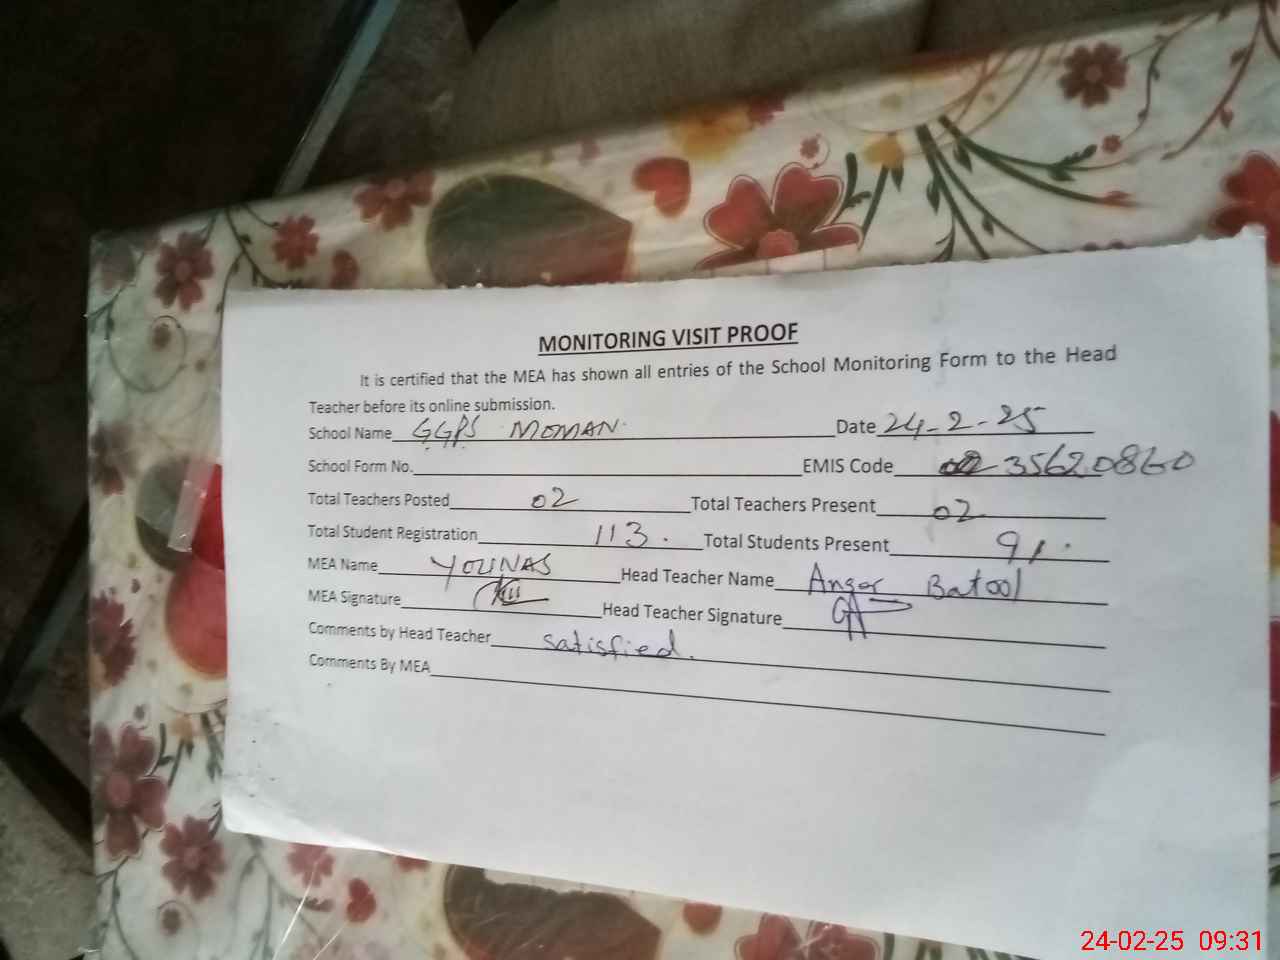 MONITORING VISIT PROOF
It is certified that the MEA has shown all entries of the School Monitoring Form to the Head
Teacher before its online submission.
School Name GGPS MOMAN Date 24-2-25
School Form No. EMIS Code 35620860
Total Teachers Posted 02 Total Teachers Present 02
Total Student Registration 113. Total Students Present 91.
MEA Name YOUNAS Head Teacher Name Batool
MEA Signature Head Teacher Signature
Comments by Head Teacher satisfied.
Comments By MEA
24-02-25 09:31